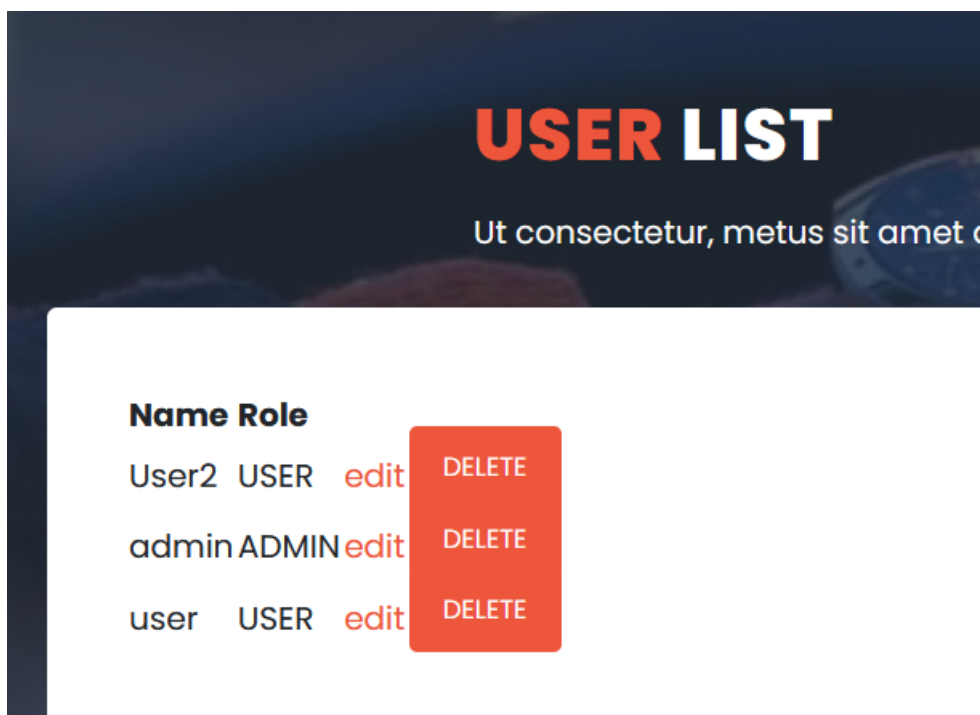 USER LIST
Ut consectetur, metus sit amet
Name Role
User2 USER edit DELETE
admin ADMIN edit DELETE
user USER edit DELETE